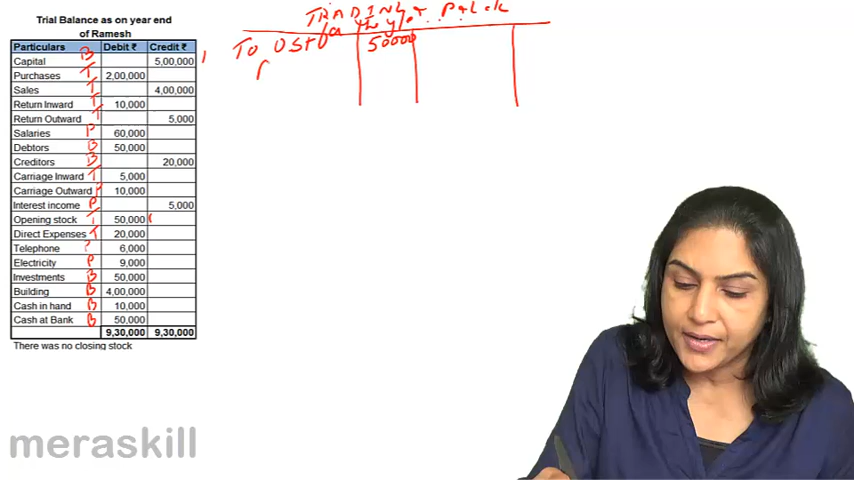 Trial Balance as on year end
of Ramesh
Particulars Debit ₹ Credit ₹
Capital B 5,00,000
Purchases T 2,00,000
Sales T 4,00,000
Return Inward T 10,000
Return Outward T 5,000
Salaries P 60,000
Debtors B 50,000
Creditors B 20,000
Carriage Inward T 5,000
Carriage Outward P 10,000
Interest income P 5,000
Opening stock T 50,000
Direct Expenses T 20,000
Telephone P 6,000
Electricity P 9,000
Investments B 50,000
Building B 4,00,000
Cash in hand B 10,000
Cash at Bank B 50,000
9,30,000 9,30,000
There was no closing stock
TRADING
To 50000
meraskill